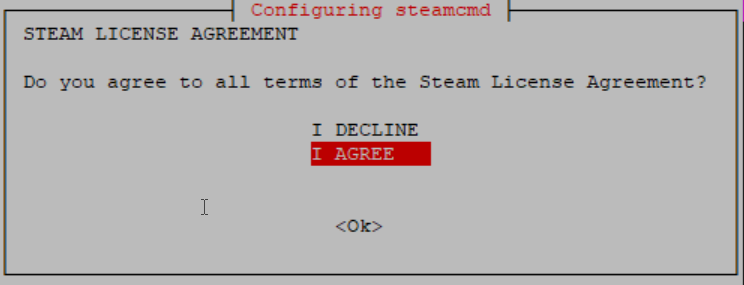 Configuring steamcmd
STEAM LICENSE AGREEMENT
Do you agree to all terms of the Steam License Agreement?
I DECLINE
I AGREE
<Ok>